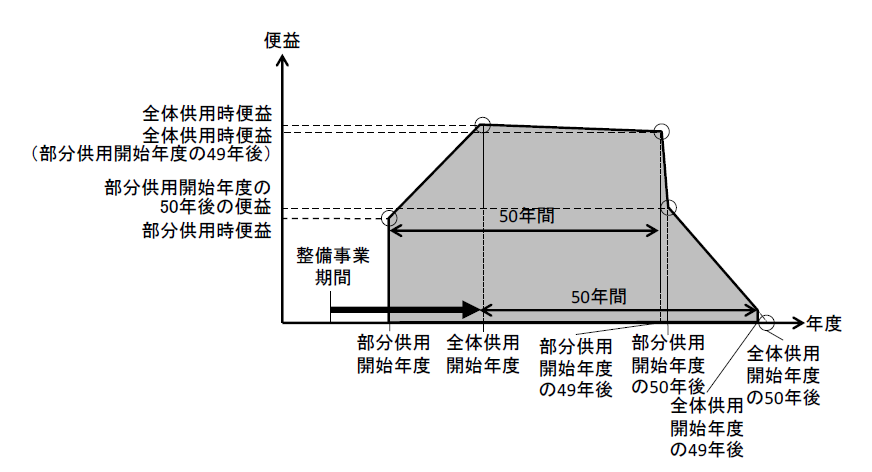 便益
全体供用時便益
全体供用時便益
（部分供用開始年度の49年後）
部分供用開始年度の
50年後の便益
部分供用時便益
50年間
整備事業
期間
50年間
年度
部分供用
開始年度
全体供用
開始年度
部分供用
開始年度
の49年後
部分供用
開始年度
の50年後
全体供用
開始年度
の49年後
全体供用
開始年度
の50年後